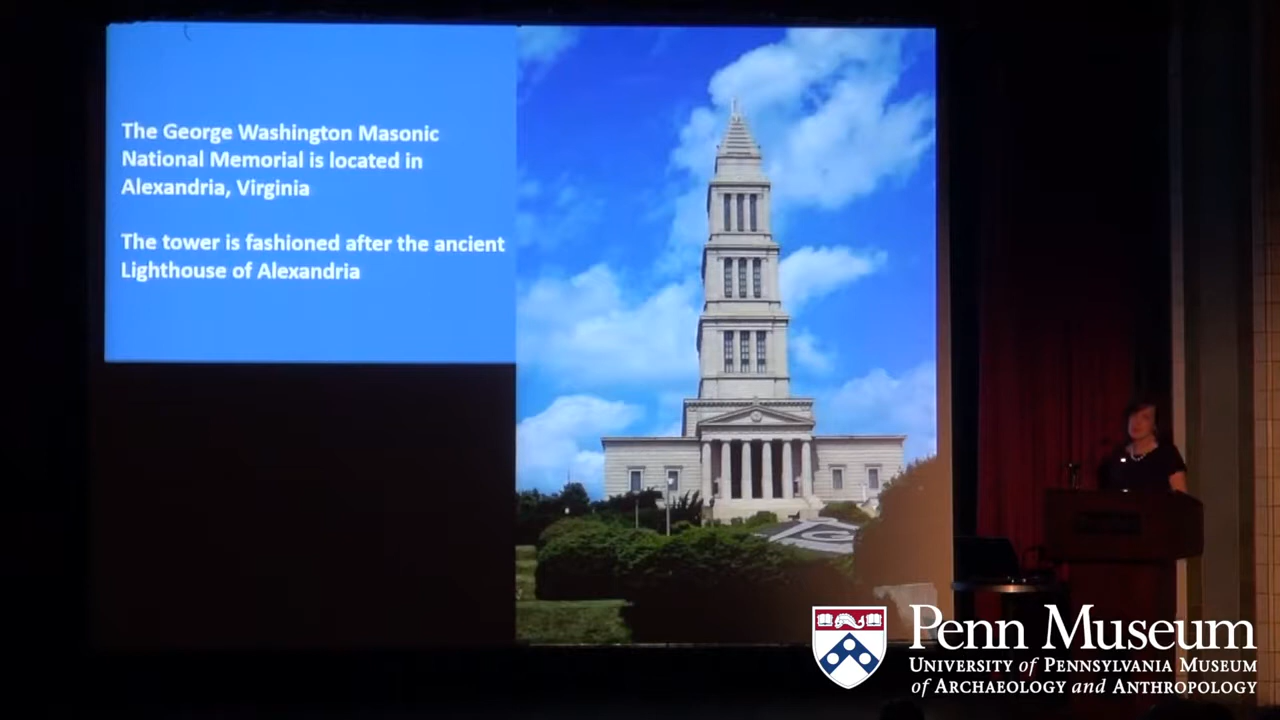 The George Washington Masonic
National Memorial is located in
Alexandria, Virginia
The tower is fashioned after the ancient
Lighthouse of Alexandria
Penn Museum
UNIVERSITY of PENNSYLVANIA MUSEUM
of ARCHAEOLOGY and ANTHROPOLOGY